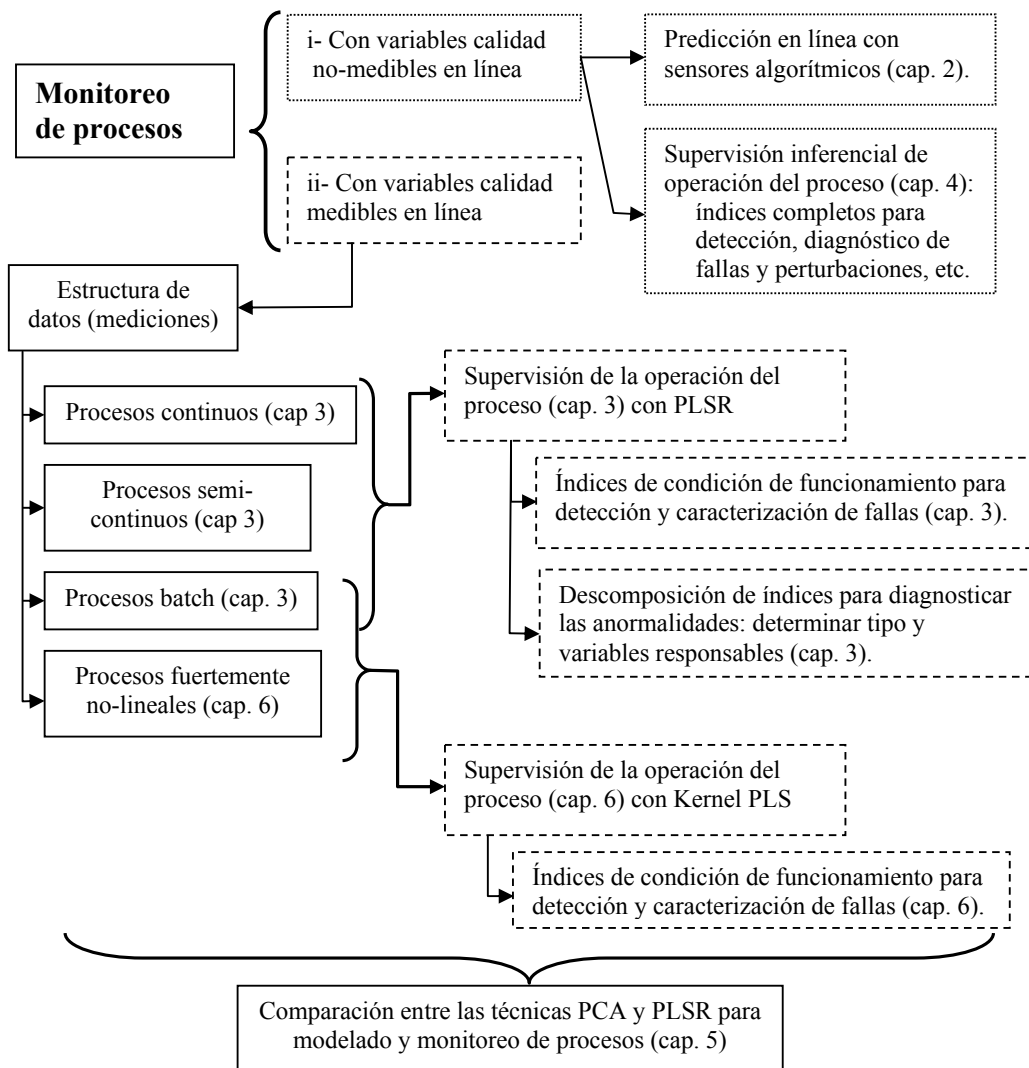 Monitoreo
de procesos
i- Con variables calidad
no-medibles en línea
Predicción en línea con
sensores algorítmicos (cap. 2).
Supervisión inferencial de
operación del proceso (cap. 4):
índices completos para
detección, diagnóstico de
fallas y perturbaciones, etc.
ii- Con variables calidad
medibles en línea
Estructura de
datos (mediciones)
Procesos continuos (cap 3)
Procesos semi-
continuos (cap 3)
Procesos batch (cap. 3)
Procesos fuertemente
no-lineales (cap. 6)
Supervisión de la operación del
proceso (cap. 3) con PLSR
Índices de condición de funcionamiento para
detección y caracterización de fallas (cap. 3).
Descomposición de índices para diagnosticar
las anormalidades: determinar tipo y
variables responsables (cap. 3).
Supervisión de la operación del
proceso (cap. 6) con Kernel PLS
Índices de condición de funcionamiento para
detección y caracterización de fallas (cap. 6).
Comparación entre las técnicas PCA y PLSR para
modelado y monitoreo de procesos (cap. 5)